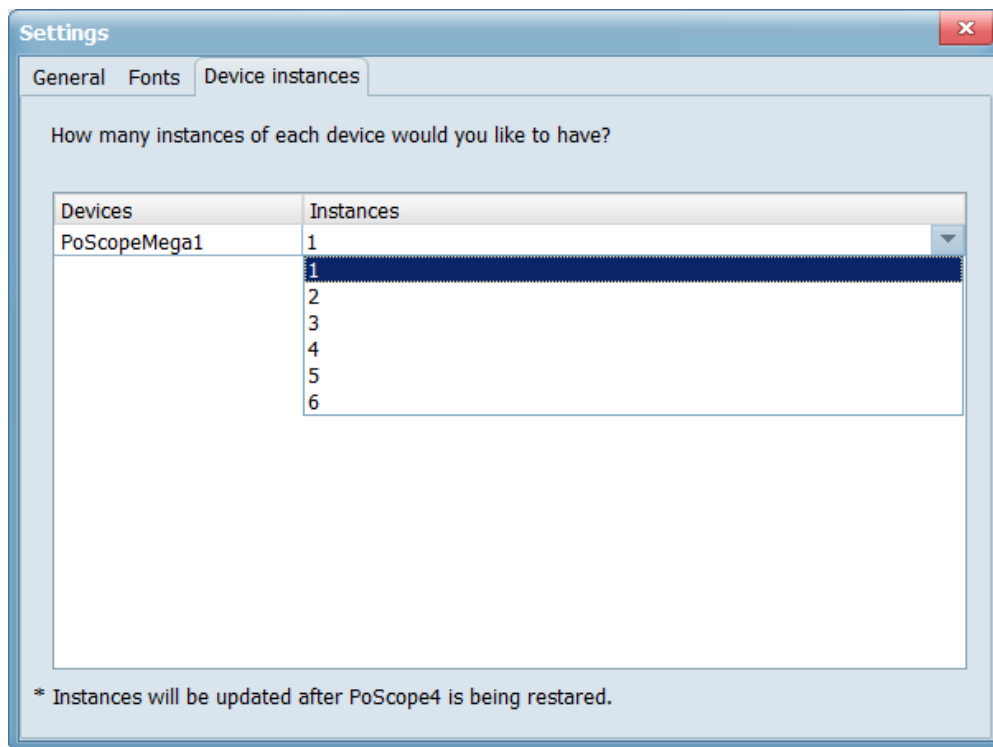 Settings
General Fonts Device instances
How many instances of each device would you like to have?
Devices Instances
PoScopeMega1 1
1
2
3
4
5
6
* Instances will be updated after PoScope4 is being restared.